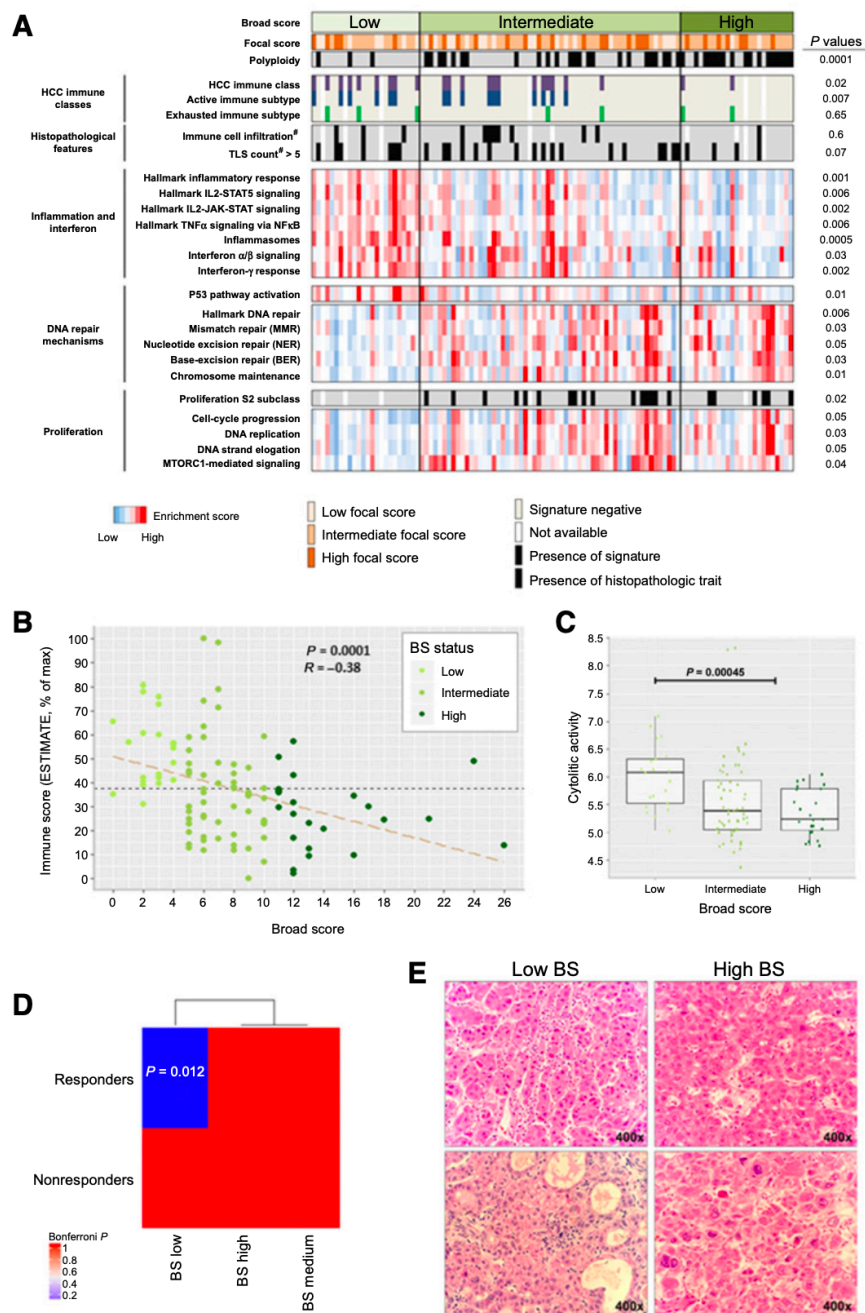 A
Broad score Low Intermediate High
Focal score P values
Polyploidy 0.0001
HCC immune classes
HCC immune class 0.02
Active immune subtype 0.007
Exhausted immune subtype 0.65
Histopathological features
Immune cell infiltration# 0.6
TLS count# > 5 0.07
Inflammation and interferon
Hallmark inflammatory response 0.001
Hallmark IL2-STAT5 signaling 0.006
Hallmark IL2-JAK-STAT signaling 0.002
Hallmark TNFα signaling via NFκB 0.006
Inflammasomes 0.0005
Interferon α/β signaling 0.03
Interferon-γ response 0.002
P53 pathway activation 0.01
DNA repair mechanisms
Hallmark DNA repair 0.006
Mismatch repair (MMR) 0.03
Nucleotide excision repair (NER) 0.05
Base-excision repair (BER) 0.03
Chromosome maintenance 0.01
Proliferation S2 subclass 0.02
Proliferation
Cell-cycle progression 0.05
DNA replication 0.03
DNA strand elogation 0.05
MTORC1-mediated signaling 0.04
Enrichment score
Low High
Low focal score
Intermediate focal score
High focal score
Signature negative
Not available
Presence of signature
Presence of histopathologic trait
B
Immune score (ESTIMATE, % of max)
100
90
80
70
60
50
40
30
20
10
0
P = 0.0001
R = −0.38
BS status
Low
Intermediate
High
0 2 4 6 8 10 12 14 16 18 20 22 24 26
Broad score
C
Cytolitic activity
8.5
8.0
7.5
7.0
6.5
6.0
5.5
5.0
4.5
P = 0.00045
Low Intermediate High
Broad score
D
Responders
P = 0.012
Nonresponders
Bonferroni P
1
0.8
0.6
0.4
0.2
BS low
BS high
BS medium
E
Low BS High BS
400x 400x
400x 400x